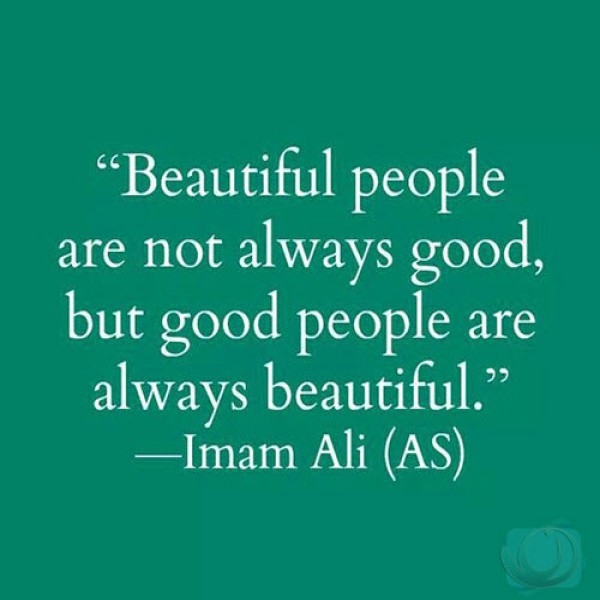 “Beautiful people
are not always good,
but good people are
always beautiful.”
—Imam Ali (AS)